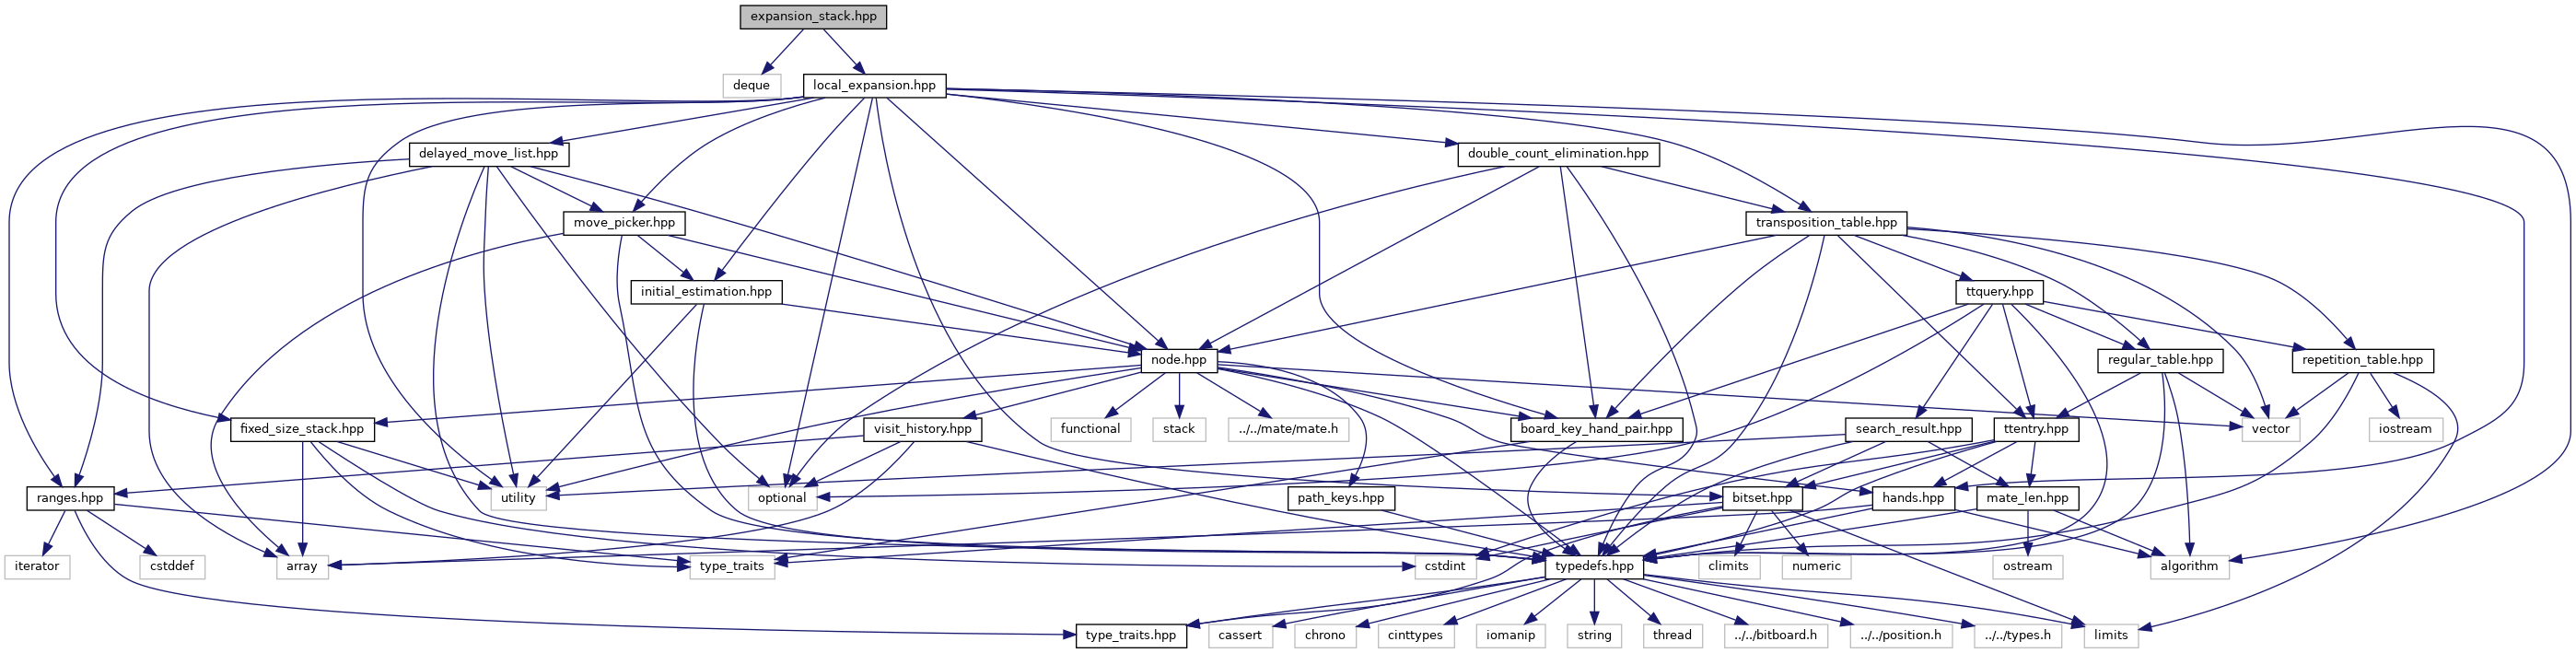 expansion_stack.hpp
deque
local_expansion.hpp
delayed_move_list.hpp
double_count_elimination.hpp
move_picker.hpp
transposition_table.hpp
initial_estimation.hpp
ttquery.hpp
node.hpp
regular_table.hpp
repetition_table.hpp
fixed_size_stack.hpp
visit_history.hpp
functional
stack
../../mate/mate.h
board_key_hand_pair.hpp
search_result.hpp
ttentry.hpp
vector
iostream
ranges.hpp
utility
optional
path_keys.hpp
bitset.hpp
hands.hpp
mate_len.hpp
iterator
cstddef
array
type_traits
cstdint
typedefs.hpp
climits
numeric
ostream
algorithm
type_traits.hpp
cassert
chrono
cinttypes
iomanip
string
thread
../../bitboard.h
../../position.h
../../types.h
limits